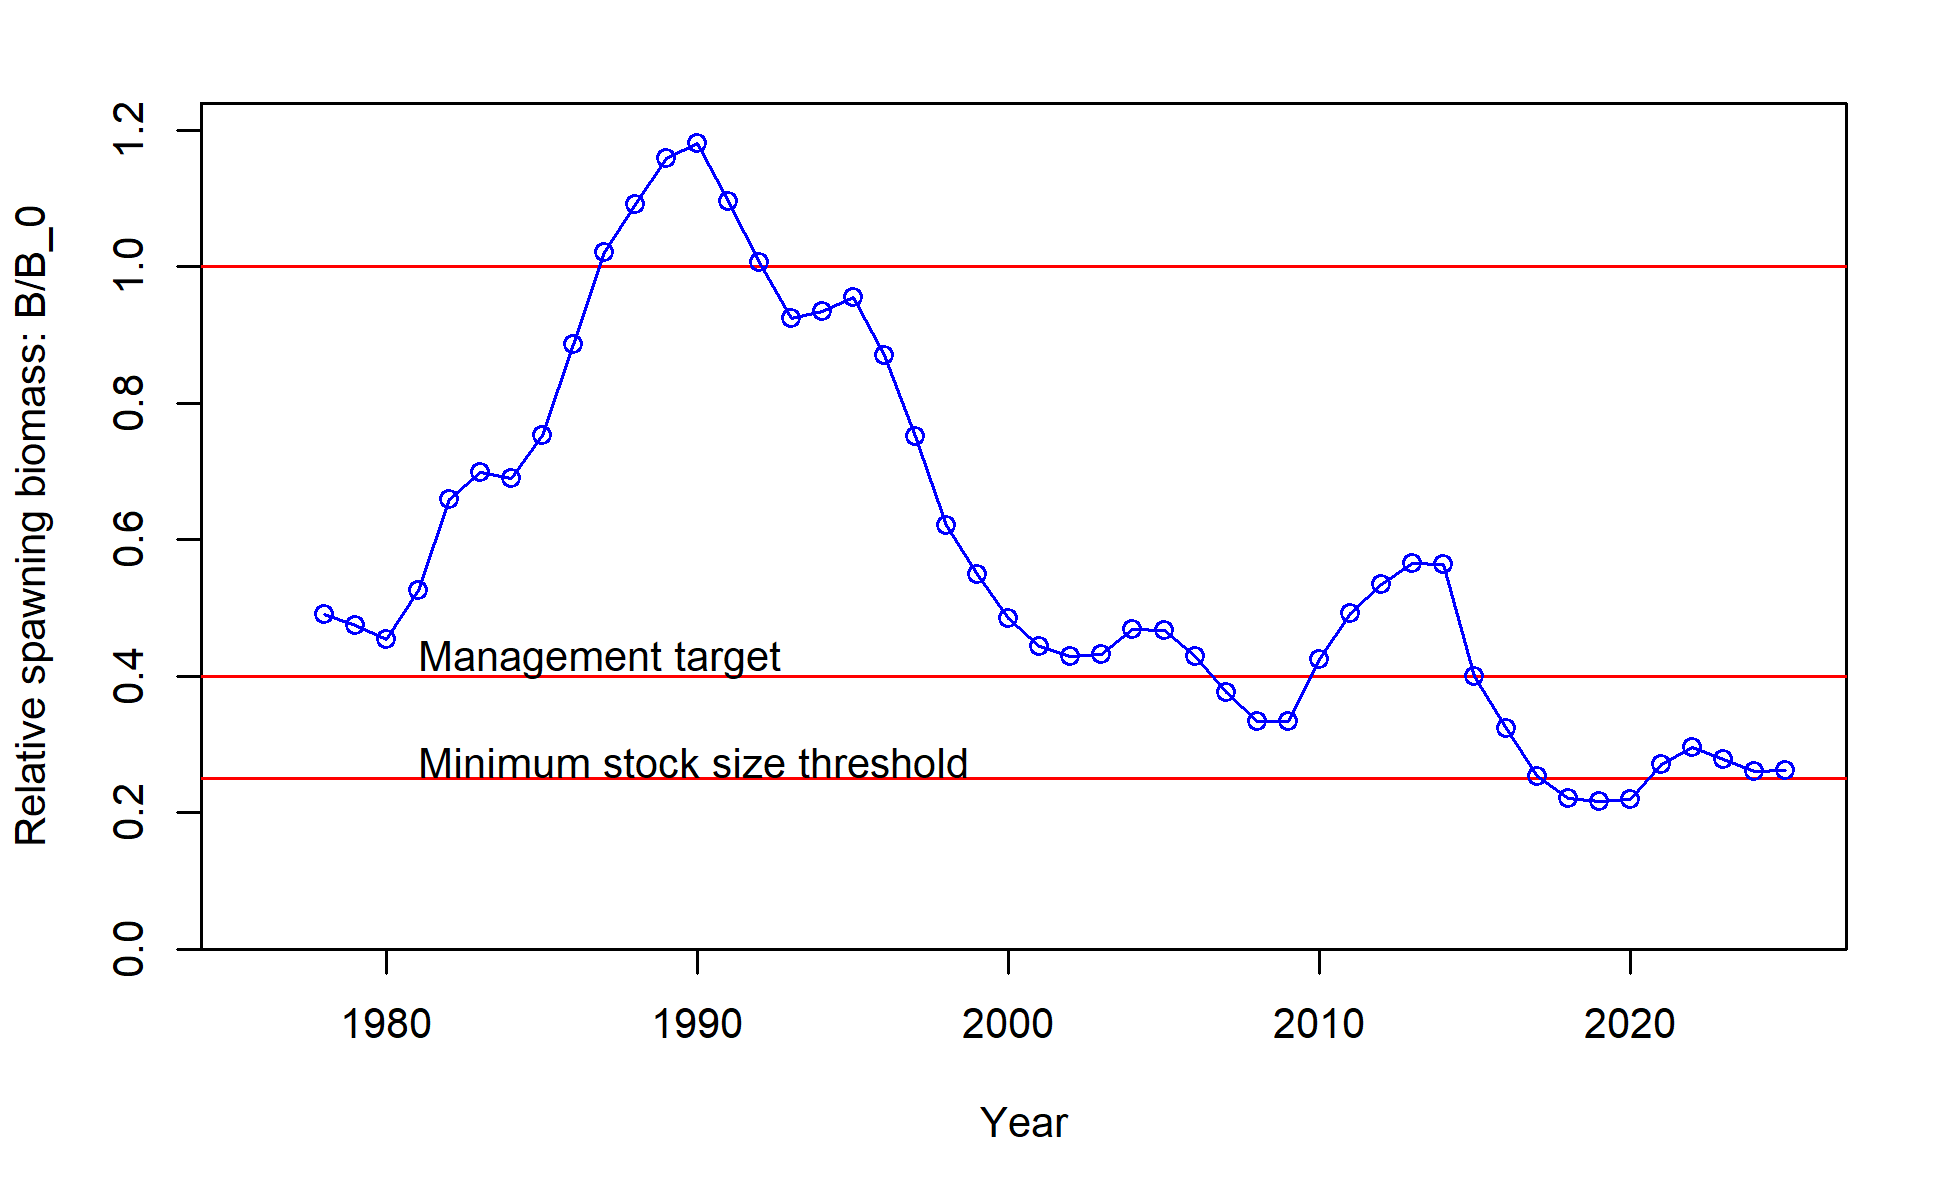 Relative spawning biomass: B/B_0
1.2
1.0
0.8
0.6
0.4
0.2
0.0
Management target
Minimum stock size threshold
1980 1990 2000 2010 2020
Year